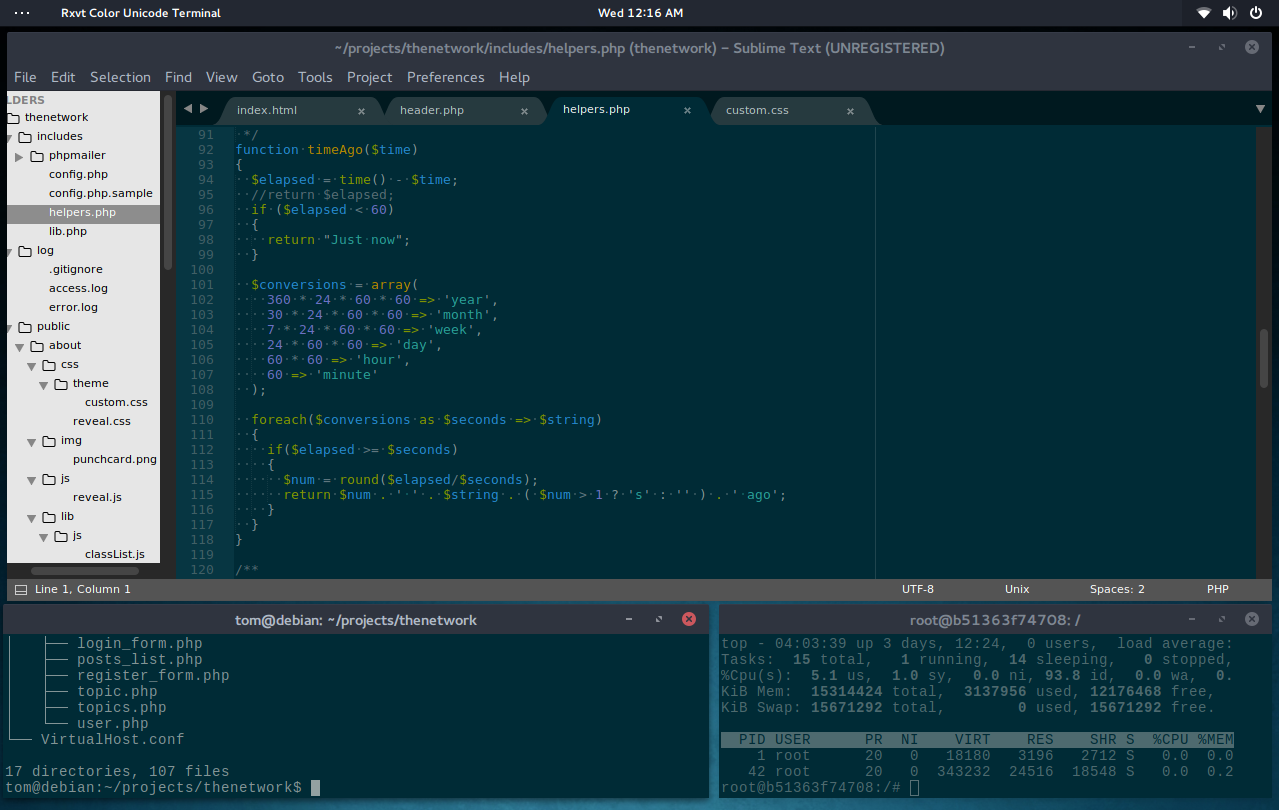 Rxvt Color Unicode Terminal
Wed 12:16 AM
~/projects/thenetwork/includes/helpers.php (thenetwork) – Sublime Text (UNREGISTERED)
File Edit Selection Find View Goto Tools Project Preferences Help
LDERS
thenetwork
includes
phpmailer
config.php
config.php.sample
helpers.php
lib.php
log
.gitignore
access.log
error.log
public
about
css
theme
custom.css
reveal.css
img
punchcard.png
js
reveal.js
lib
js
classList.js
index.html × header.php × helpers.php × custom.css ×
91 */
92 function timeAgo($time)
93 {
94   $elapsed = time() - $time;
95   //return $elapsed;
96   if ($elapsed < 60)
97   {
98     return "Just now";
99   }
100
101   $conversions = array(
102     360 * 24 * 60 * 60 => 'year',
103     30 * 24 * 60 * 60 => 'month',
104     7 * 24 * 60 * 60 => 'week',
105     24 * 60 * 60 => 'day',
106     60 * 60 => 'hour',
107     60 => 'minute'
108   );
109
110   foreach($conversions as $seconds => $string)
111   {
112     if($elapsed >= $seconds)
113     {
114       $num = round($elapsed/$seconds);
115       return $num . ' ' . $string . ( $num > 1 ? 's' : '' ) . ' ago';
116     }
117   }
118 }
119
120 /**
Line 1, Column 1 UTF-8 Unix Spaces: 2 PHP
tom@debian: ~/projects/thenetwork
│   ├── login_form.php
│   ├── posts_list.php
│   ├── register_form.php
│   ├── topic.php
│   ├── topics.php
│   └── user.php
└── VirtualHost.conf
17 directories, 107 files
tom@debian:~/projects/thenetwork$
root@b51363f74708: /
top - 04:03:39 up 3 days, 12:24,  0 users,  load average:
Tasks:  15 total,   1 running,  14 sleeping,   0 stopped,
%Cpu(s):  5.1 us,  1.0 sy,  0.0 ni, 93.8 id,  0.0 wa,  0.
KiB Mem:  15314424 total,  3137956 used, 12176468 free,
KiB Swap: 15671292 total,        0 used, 15671292 free.
PID USER      PR  NI    VIRT    RES    SHR S  %CPU %MEM
1 root      20   0   18180   3196   2712 S   0.0  0.0
42 root      20   0  343232  24516  18548 S   0.0  0.2
root@b51363f74708:/#